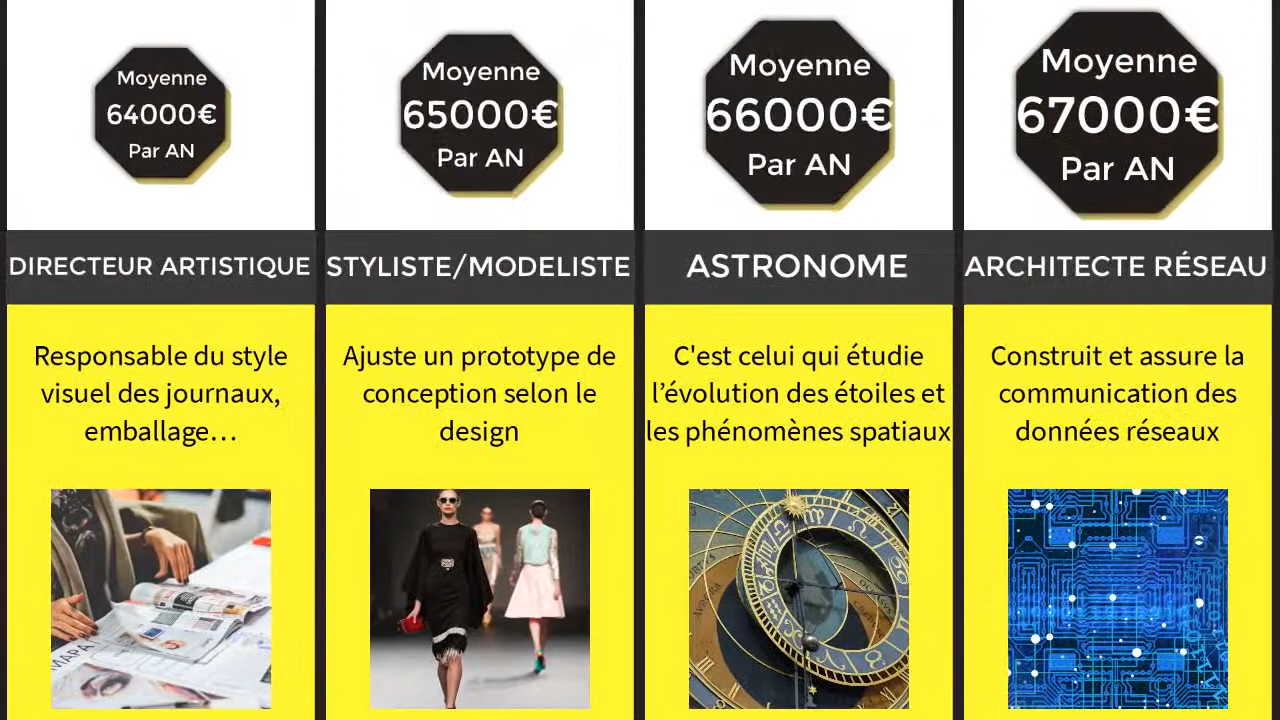 Moyenne
64000€
Par AN
DIRECTEUR ARTISTIQUE
Responsable du style
visuel des journaux,
emballage…
MAPA
Moyenne
65000€
Par AN
STYLISTE/MODELISTE
Ajuste un prototype de
conception selon le
design
Moyenne
66000€
Par AN
ASTRONOME
C'est celui qui étudie
l’évolution des étoiles et
les phénomènes spatiaux
Moyenne
67000€
Par AN
ARCHITECTE RÉSEAU
Construit et assure la
communication des
données réseaux